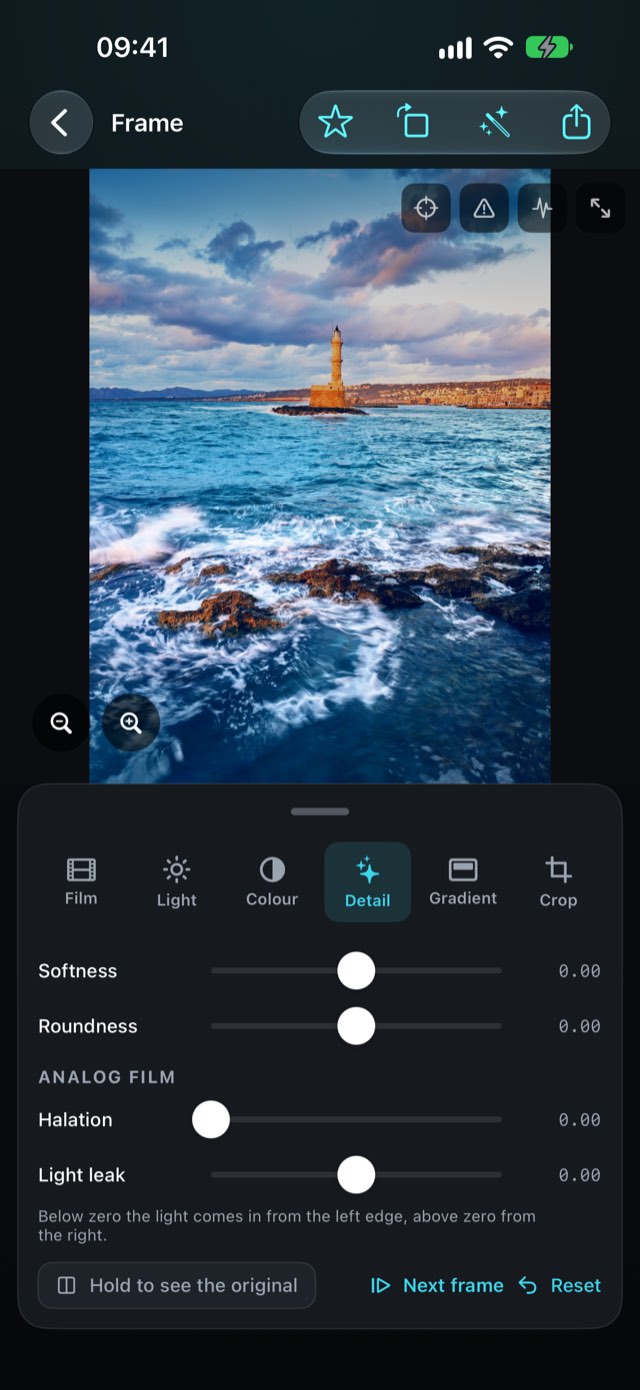 09:41
Frame
Film
Light
Colour
Detail
Gradient
Crop
Softness
0.00
Roundness
0.00
ANALOG FILM
Halation
0.00
Light leak
0.00
Below zero the light comes in from the left edge, above zero from
the right.
Hold to see the original
Next frame
Reset